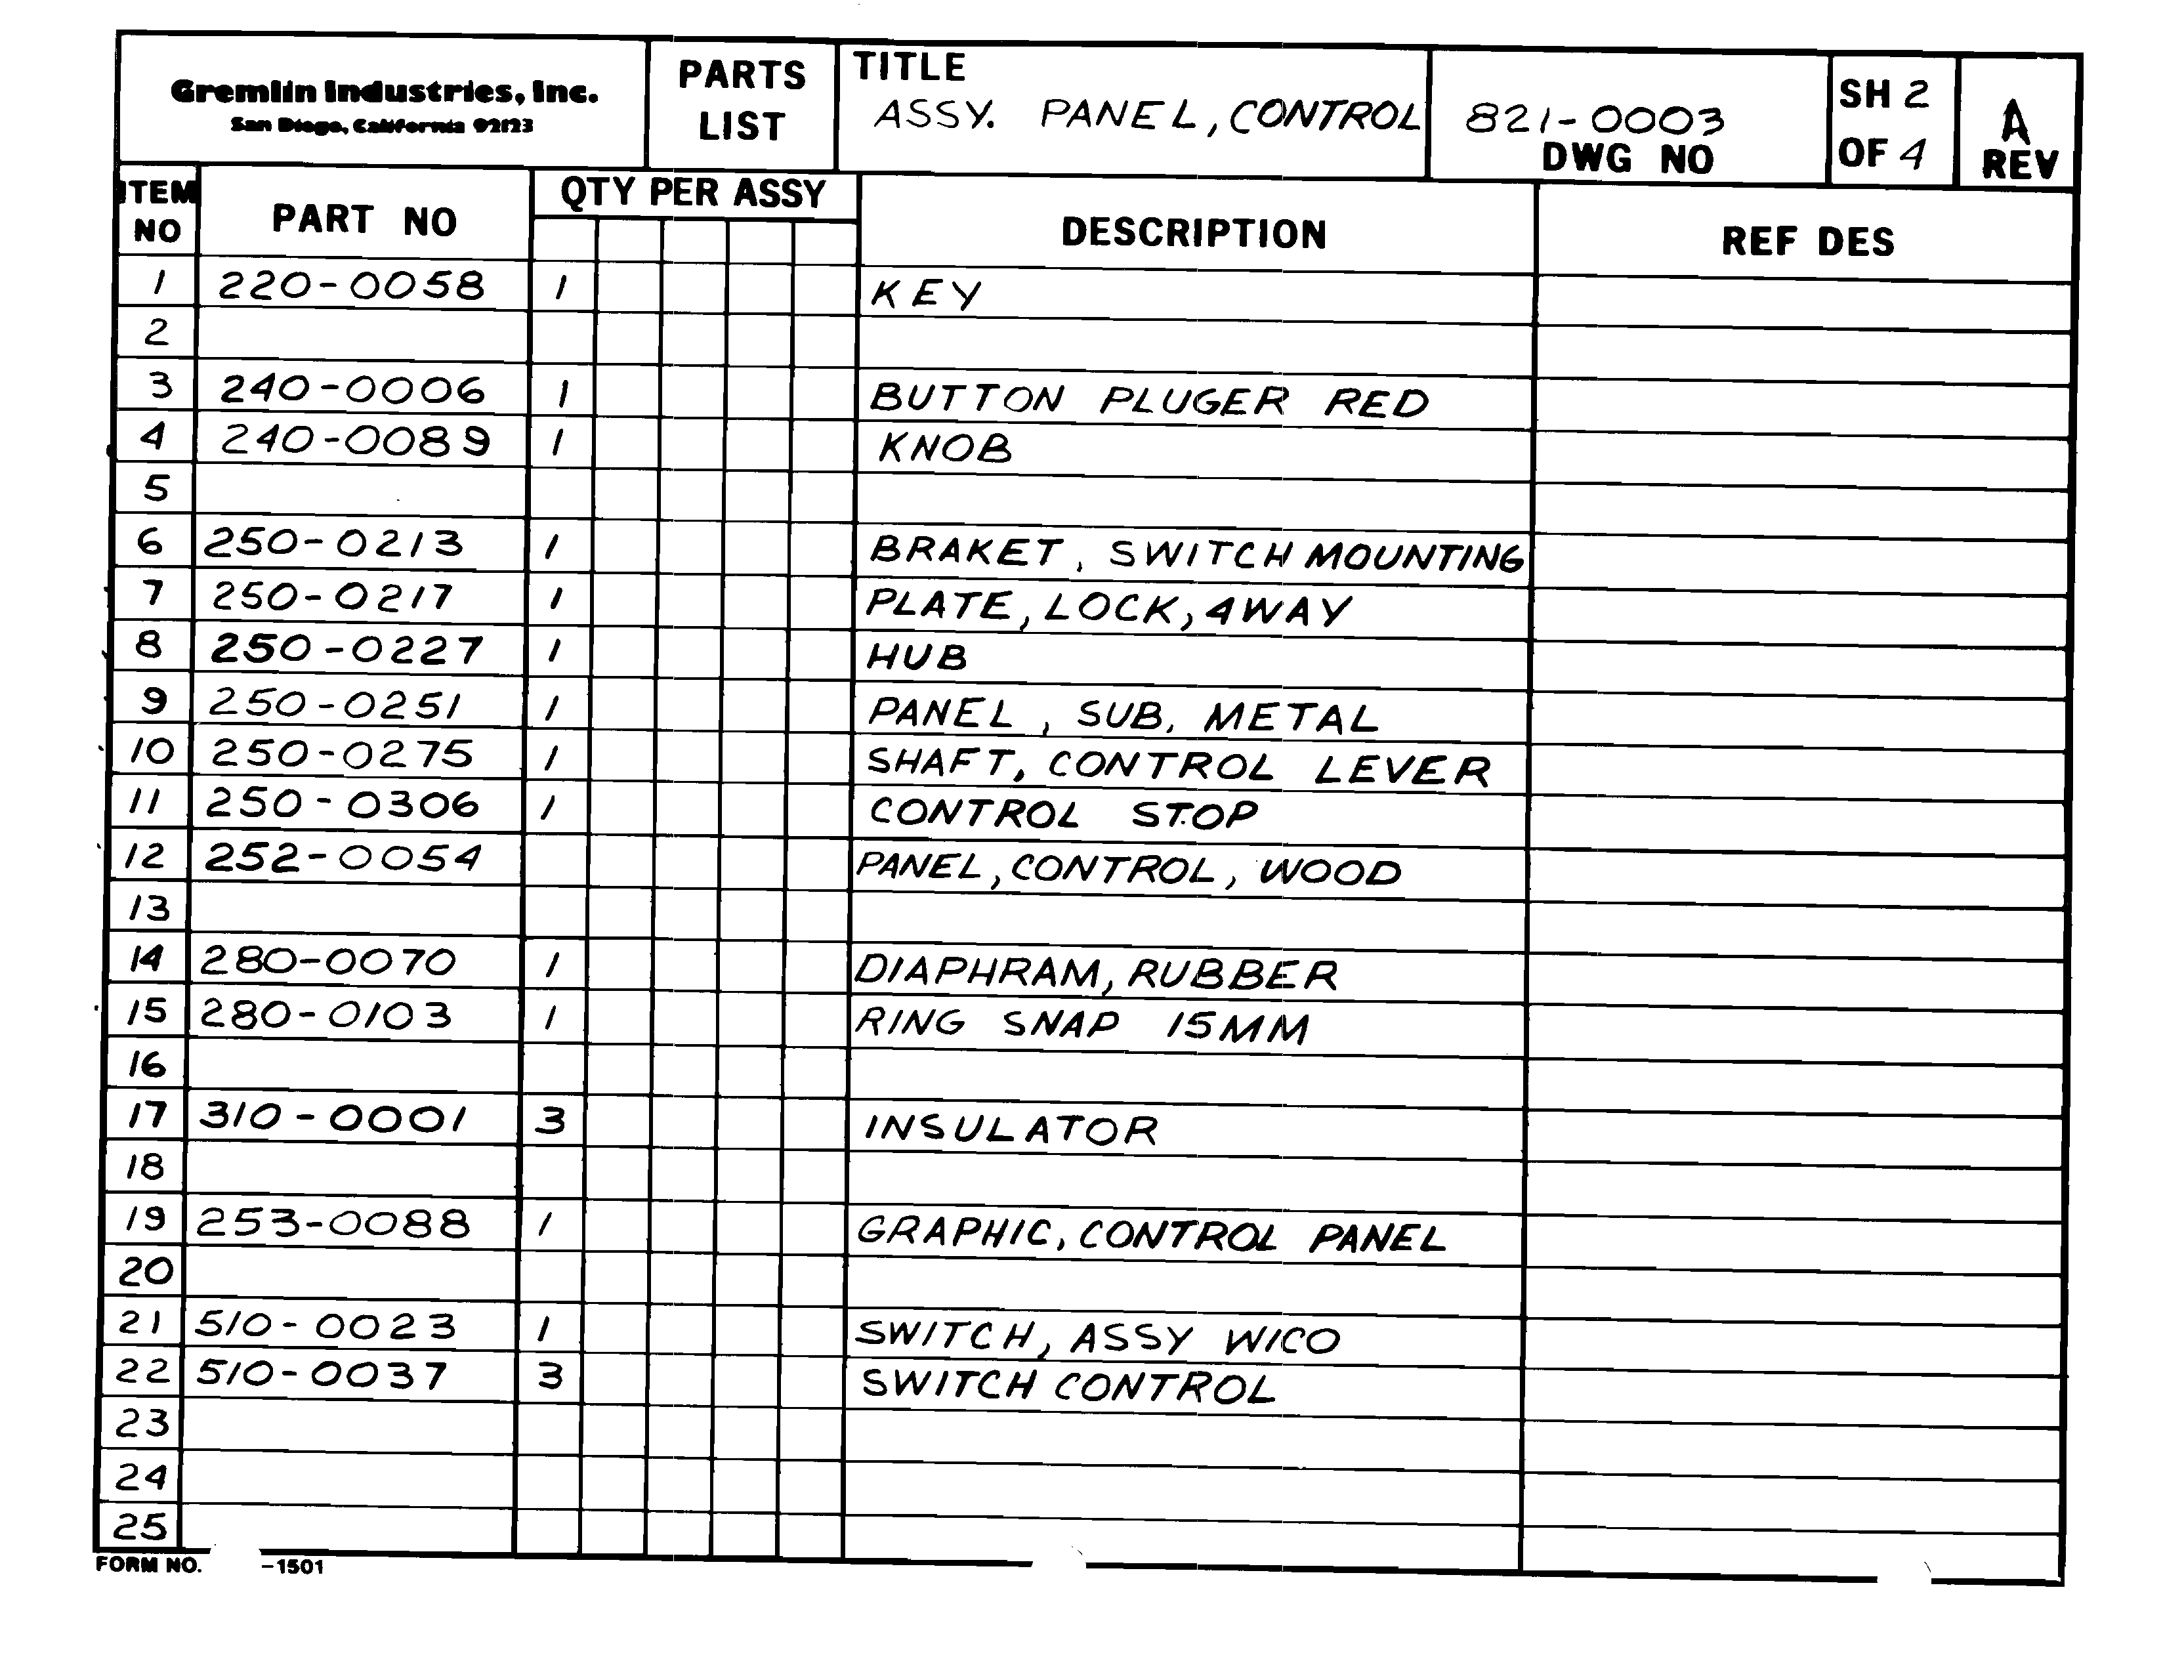 Gremlin Industries, Inc.
San Diego, California 92123
PARTS
LIST
TITLE
ASSY. PANEL, CONTROL
821-0003
DWG NO
SH 2
OF 4
A
REV
ITEM
NO
PART NO
QTY PER ASSY
DESCRIPTION
REF DES
1 220-0058 1 KEY
2
3 240-0006 1 BUTTON PLUGER RED
4 240-0089 1 KNOB
5
6 250-0213 1 BRAKET, SWITCH MOUNTING
7 250-0217 1 PLATE, LOCK, 4WAY
8 250-0227 1 HUB
9 250-0251 1 PANEL, SUB, METAL
10 250-0275 1 SHAFT, CONTROL LEVER
11 250-0306 1 CONTROL STOP
12 252-0054 PANEL, CONTROL, WOOD
13
14 280-0070 1 DIAPHRAM, RUBBER
15 280-0103 1 RING SNAP 15MM
16
17 310-0001 3 INSULATOR
18
19 253-0088 1 GRAPHIC, CONTROL PANEL
20
21 510-0023 1 SWITCH, ASSY WICO
22 510-0037 3 SWITCH CONTROL
23
24
25
FORM NO. -1501